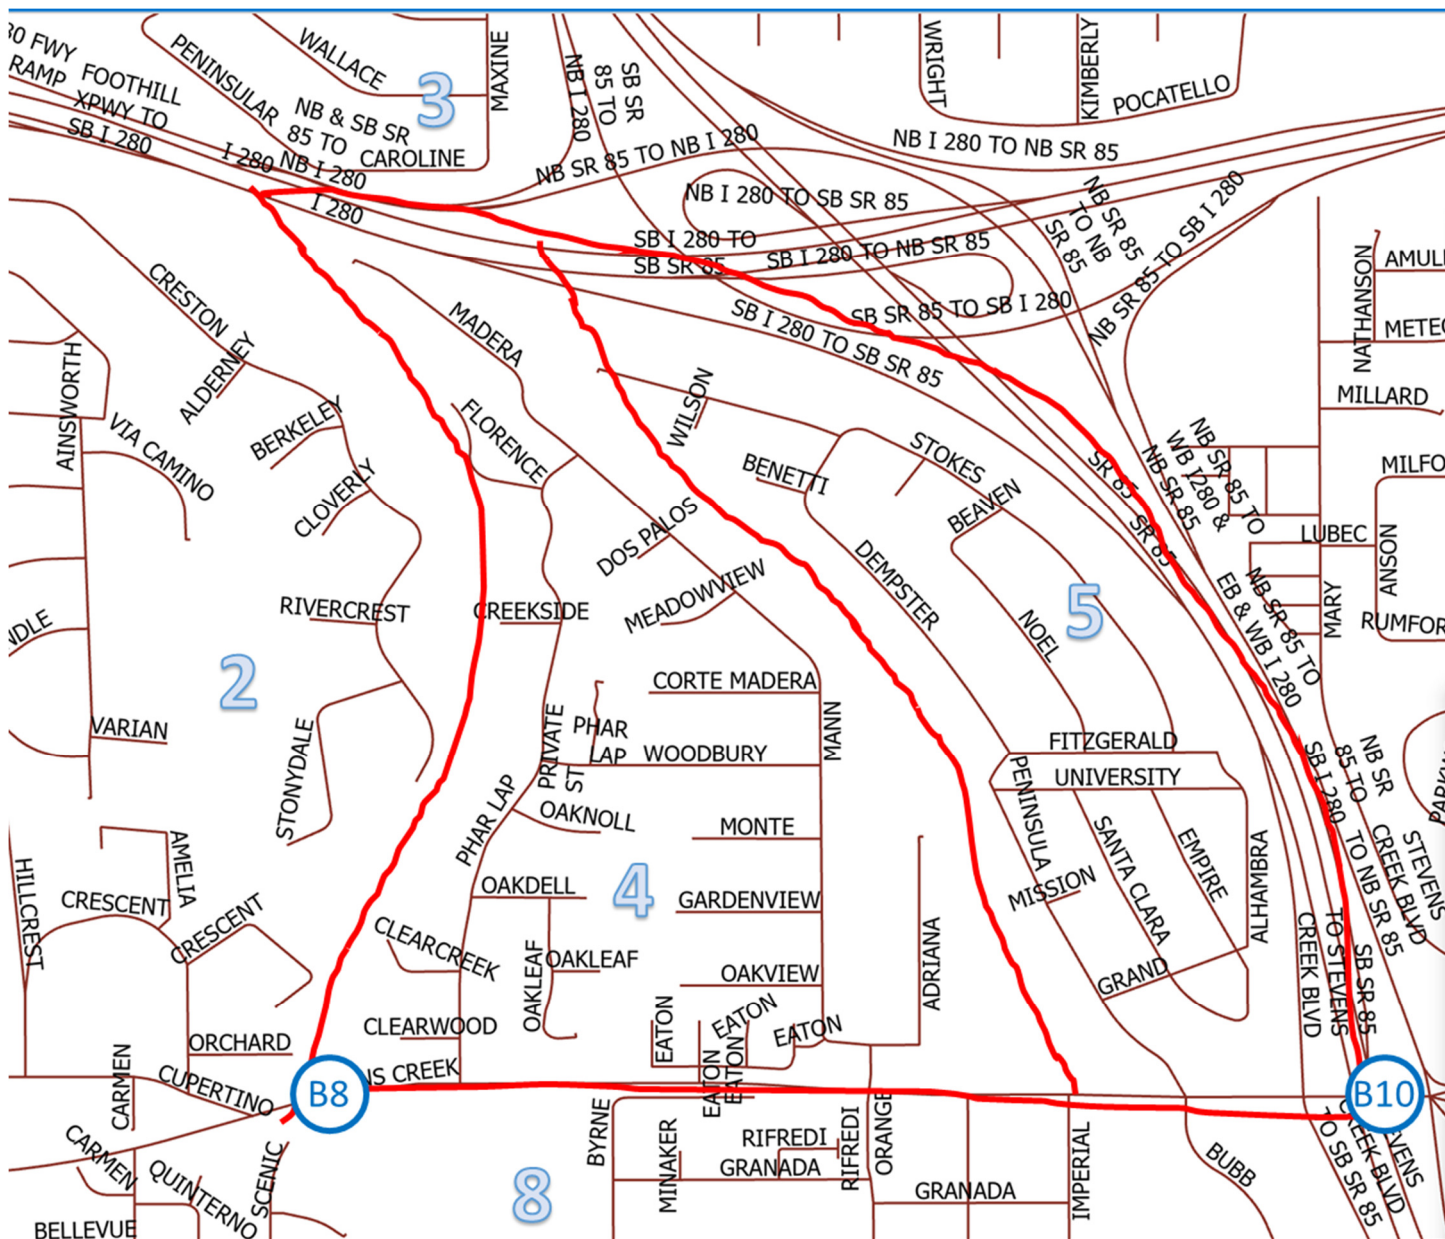 80 FWY
RAMP
FOOTHILL
XPWY TO
SB I 280
PENINSULAR
WALLACE
NB & SB SR
85 TO
I 280
NB I 280
I 280
CAROLINE
3
MAXINE
NB I 280
SB SR
85 TO
NB SR 85 TO NB I 280
WRIGHT
KIMBERLY
POCATELLO
NB I 280 TO NB SR 85
NB I 280 TO SB SR 85
SB I 280 TO
SB SR 85
SB I 280 TO NB SR 85
SB SR 85 TO SB I 280
SB I 280 TO SB SR 85
NB SR 85
TO NB
SR 85
NB SR 85 TO SB I 280
NATHANSON
METEO
MILLARD
CRESTON
ALDERNEY
AINSWORTH
VIA CAMINO
BERKELEY
CLOVERLY
MADERA
FLORENCE
WILSON
BENETTI
STOKES
BEAVEN
DOS PALOS
MEADOWVIEW
DEMPSTER
NOEL
5
SR 85
SR 85
NB SR 85 TO
WB I 280 &
NB SR 85
NB SR 85 TO
EB & WB I 280
LUBEC
ANSON
MARY
RIVERCREST
CREEKSIDE
NDLE
2
VARIAN
STONYDALE
CORTE MADERA
PRIVATE
ST
PHAR
LAP
WOODBURY
MANN
FITZGERALD
UNIVERSITY
PENINSULA
SANTA CLARA
EMPIRE
ALHAMBRA
MISSION
GRAND
PHAR LAP
OAKNOLL
MONTE
OAKDELL
4
GARDENVIEW
OAKLEAF
OAKLEAF
OAKVIEW
ADRIANA
HILLCREST
AMELIA
CRESCENT
CRESCENT
CLEARCREEK
CLEARWOOD
ORCHARD
CARMEN
CUPERTINO
B8
NS CREEK
EATON
EATON
EATON
EATON
EATON
SB I 280 TO NB SR 85
NB SR
85 TO
STEVENS
CREEK BLVD
TO STEVENS
CREEK BLVD
SB SR 85
B10
EVENS
CREEK BLVD
TO SB SR 85
CARMEN
QUINTERNO
SCENIC
BELLEVUE
8
BYRNE
MINAKER
RIFREDI
GRANADA
RIFREDI
ORANGE
GRANADA
IMPERIAL
BUBB